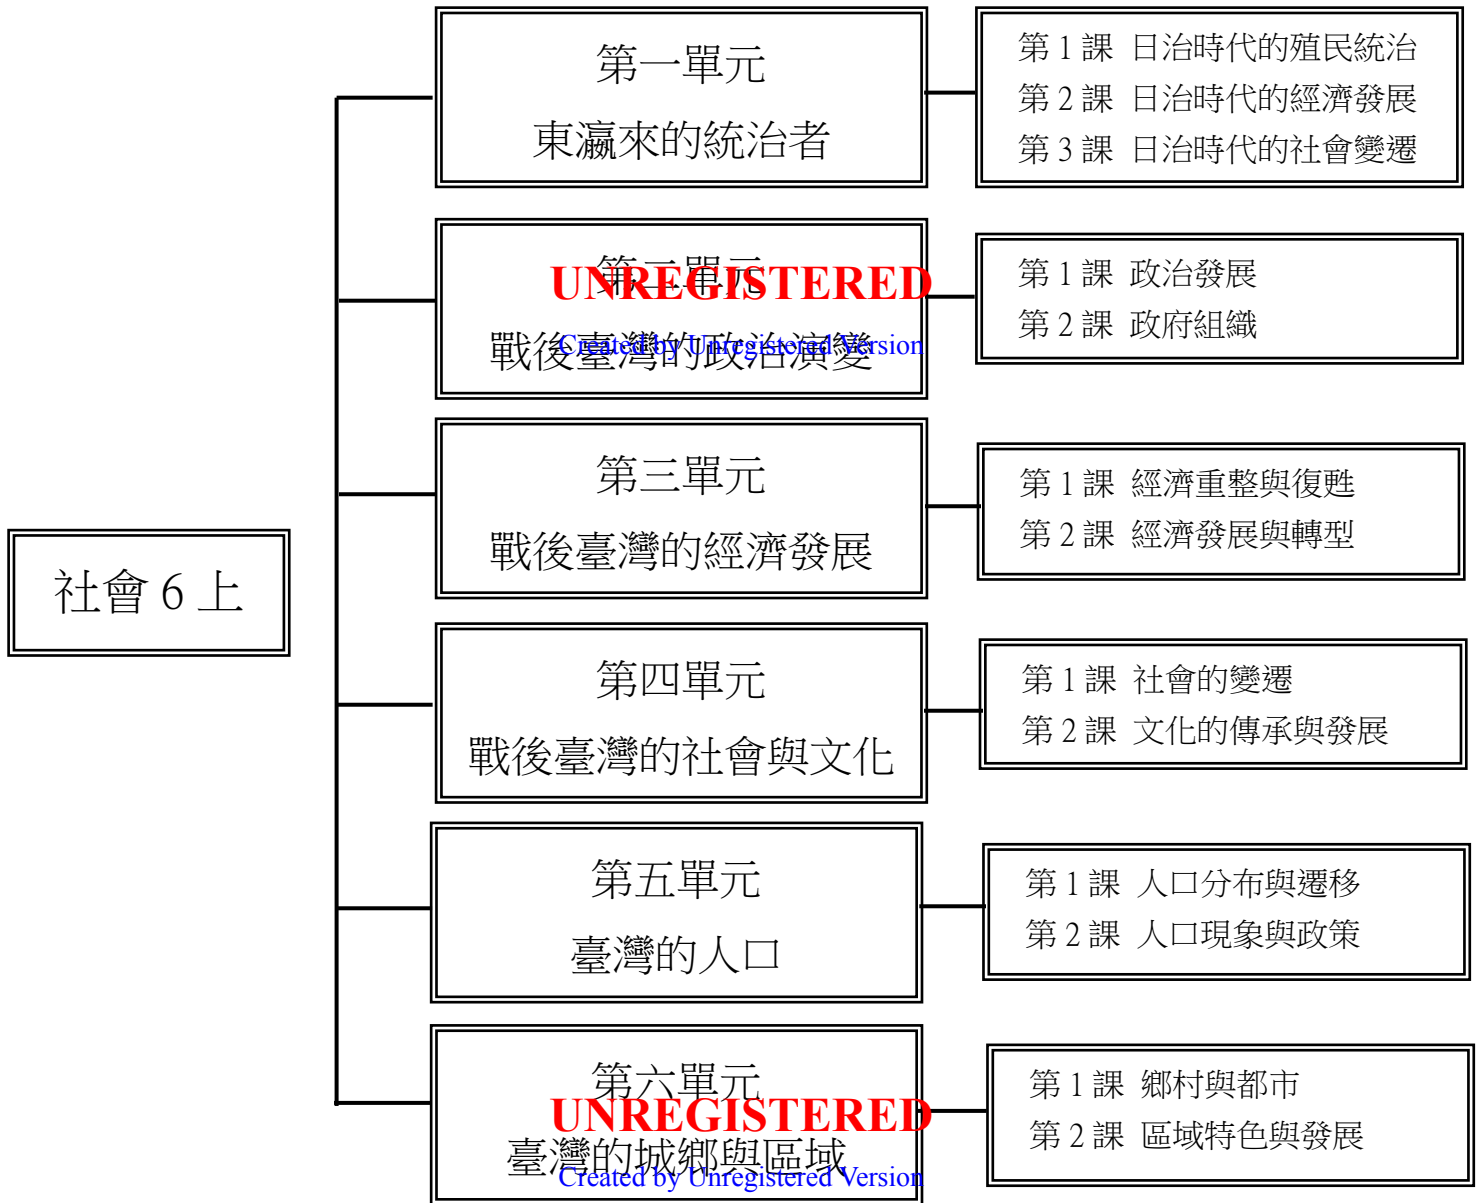 第一單元
東瀛來的統治者
第 1 課 日治時代的殖民統治
第 2 課 日治時代的經濟發展
第 3 課 日治時代的社會變遷
第二單元
UNREGISTERED
戰後臺灣的政治演變
Created by Unregistered Version
第 1 課 政治發展
第 2 課 政府組織
第三單元
戰後臺灣的經濟發展
第 1 課 經濟重整與復甦
第 2 課 經濟發展與轉型
社會 6 上
第四單元
戰後臺灣的社會與文化
第 1 課 社會的變遷
第 2 課 文化的傳承與發展
第五單元
臺灣的人口
第 1 課 人口分布與遷移
第 2 課 人口現象與政策
第六單元
UNREGISTERED
臺灣的城鄉與區域
Created by Unregistered Version
第 1 課 鄉村與都市
第 2 課 區域特色與發展